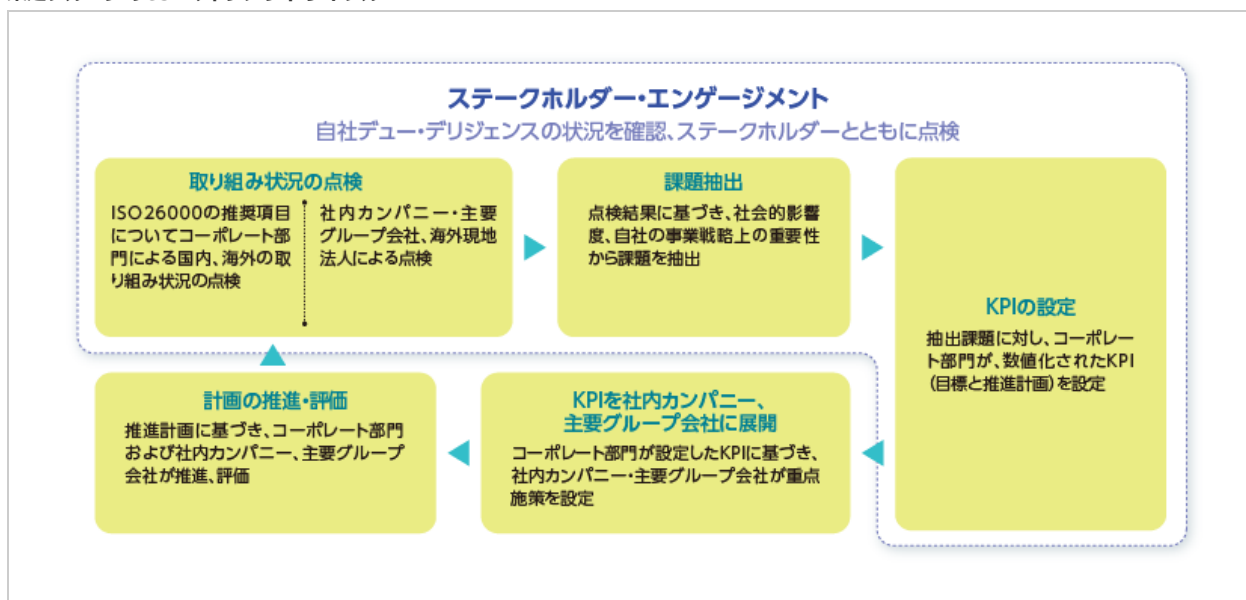 ステークホルダー・エンゲージメント
自社デュー・デリジェンスの状況を確認、ステークホルダーとともに点検
取り組み状況の点検
ISO26000の推奨項目
についてコーポレート部
門による国内、海外の取
り組み状況の点検
社内カンパニー・主要
グループ会社、海外現地
法人による点検
課題抽出
点検結果に基づき、社会的影響
度、自社の事業戦略上の重要性
から課題を抽出
KPIの設定
抽出課題に対し、コーポレー
ト部門が、数値化されたKPI
(目標と推進計画)を設定
KPIを社内カンパニー、
主要グループ会社に展開
コーポレート部門が設定したKPIに基づき、
社内カンパニー・主要グループ会社が重点
施策を設定
計画の推進・評価
推進計画に基づき、コーポレート部門
および社内カンパニー、主要グループ
会社が推進、評価